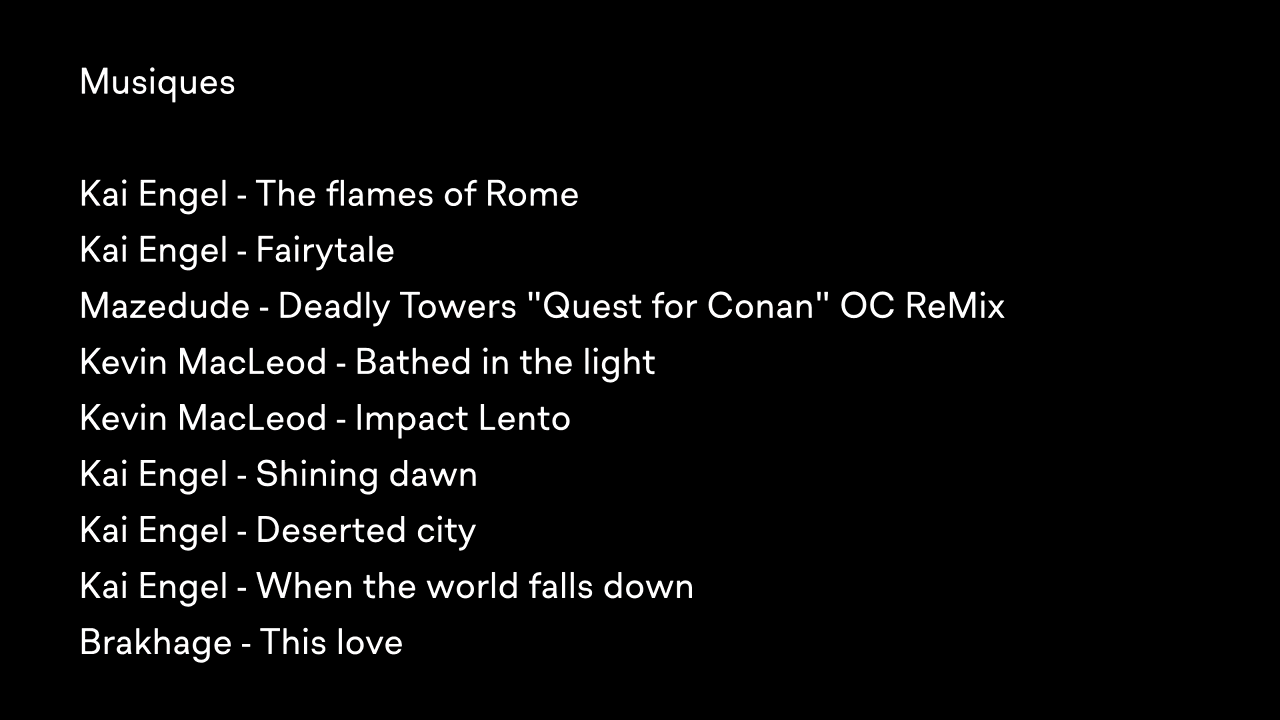 Musiques
Kai Engel - The flames of Rome
Kai Engel - Fairytale
Mazedude - Deadly Towers "Quest for Conan" OC ReMix
Kevin MacLeod - Bathed in the light
Kevin MacLeod - Impact Lento
Kai Engel - Shining dawn
Kai Engel - Deserted city
Kai Engel - When the world falls down
Brakhage - This love